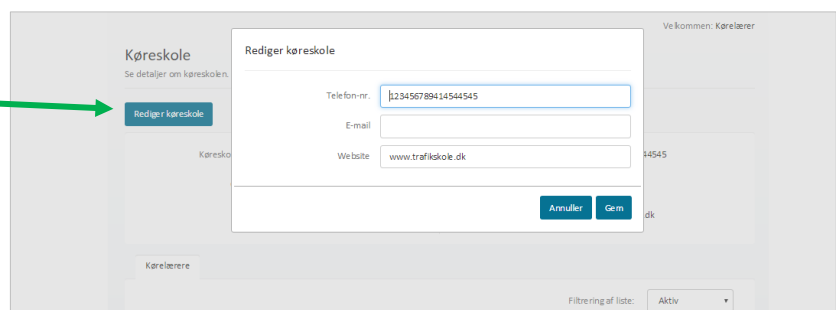 Velkommen: Kørelærer
Køreskole
Se detaljer om køreskolen.
Rediger køreskole
Rediger køreskole
Telefon-nr. 123456789414544545
E-mail
Website www.trafikskole.dk
Annuller Gem
Køresko
44545
dk
Kørelærere
Filtrering af liste: Aktiv